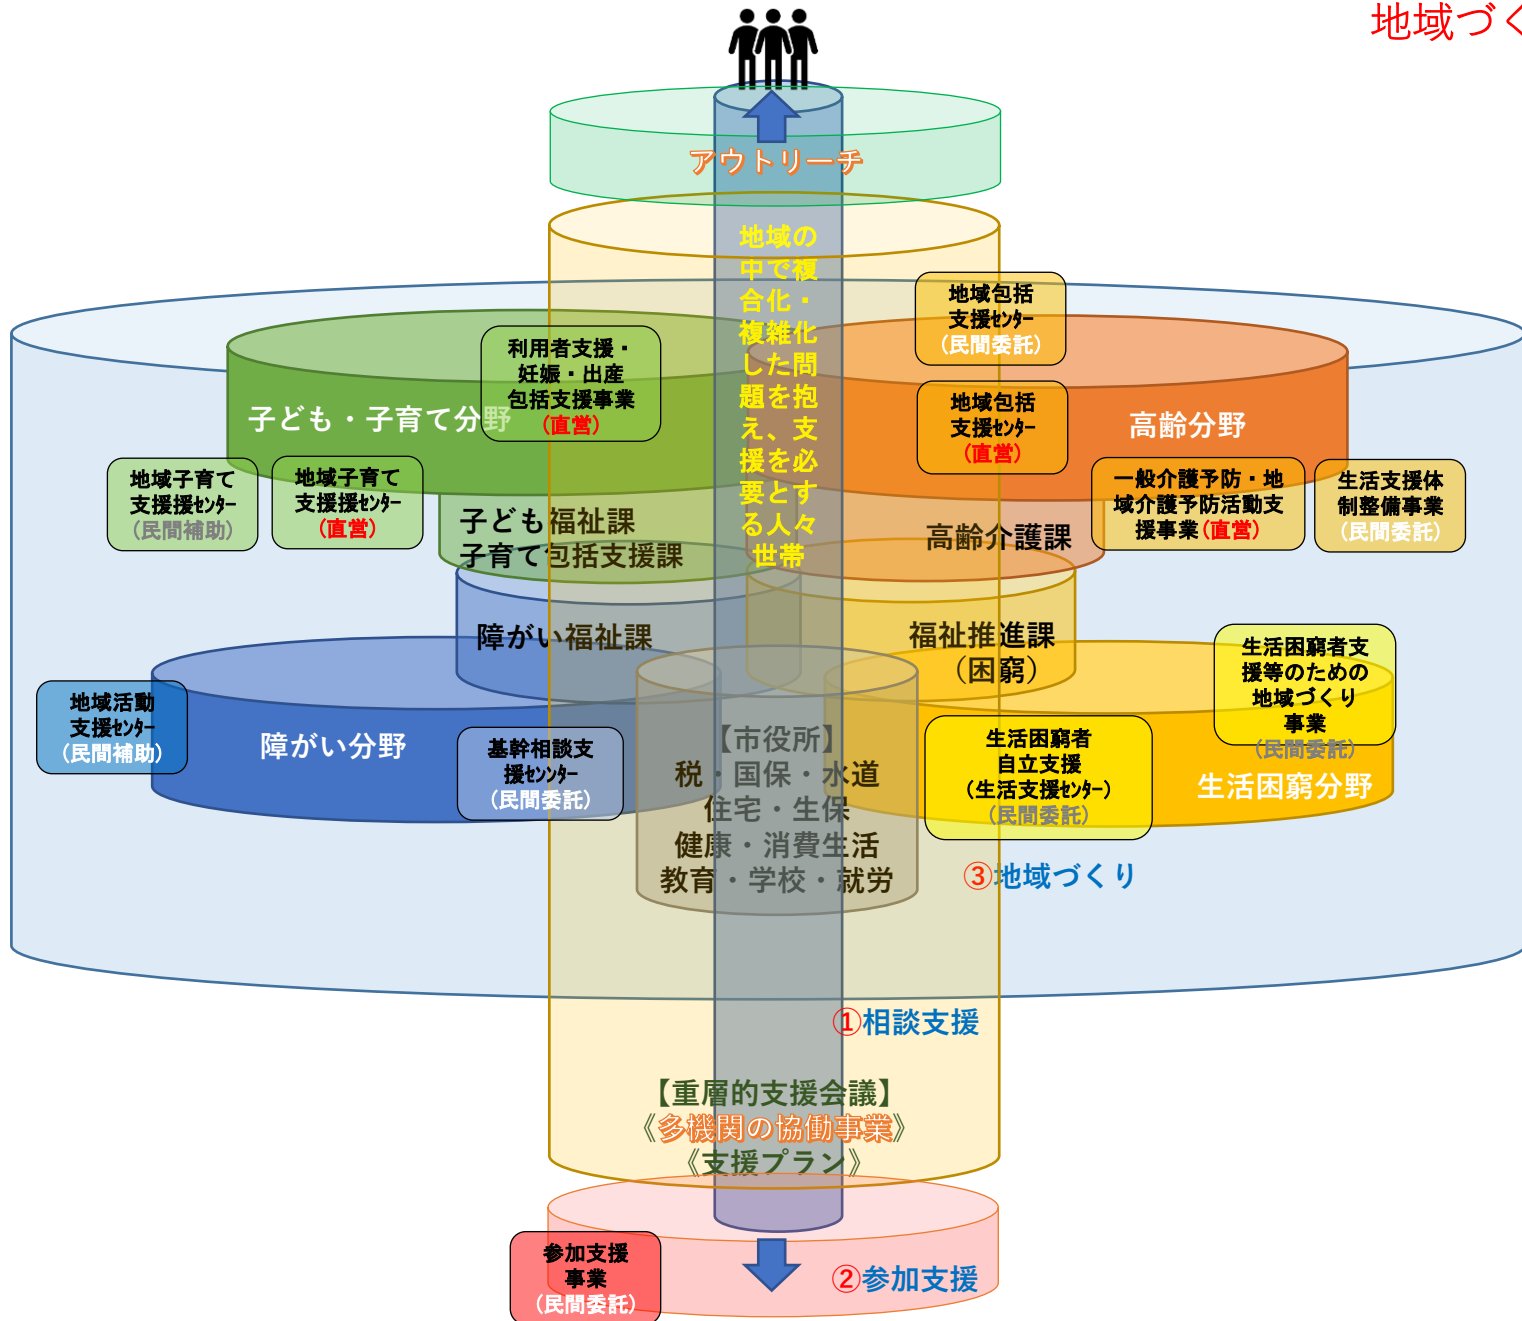 地域づく
アウトリーチ
地域の
中で複
合化・
複雑化
した問
題を抱
え、支
援を必
要とす
る人々
世帯
地域包括
支援ｾﾝﾀｰ
（民間委託）
利用者支援・
妊娠・出産
包括支援事業
（直営）
子ども・子育て分野
地域包括
支援ｾﾝﾀｰ
（直営）
高齢分野
地域子育て
支援援ｾﾝﾀｰ
（民間補助）
地域子育て
支援援ｾﾝﾀｰ
（直営）
一般介護予防・地
域介護予防活動支
援事業（直営）
生活支援体
制整備事業
（民間委託）
子ども福祉課
子育て包括支援課
高齢介護課
障がい福祉課
福祉推進課
（困窮）
生活困窮者支
援等のための
地域づくり
事業
（民間委託）
地域活動
支援ｾﾝﾀｰ
（民間補助）
障がい分野
基幹相談支
援ｾﾝﾝﾀｰ
（民間委託）
【市役所】
税・国保・水道
住宅・生保
健康・消費生活
教育・学校・就労
生活困窮者
自立支援
（生活支援ｾﾝﾀｰ）
（民間委託）
生活困窮分野
③地域づくり
①相談支援
【重層的支援会議】
《多機関の協働事業》
《支援プラン》
参加支援
事業
（民間委託）
②参加支援